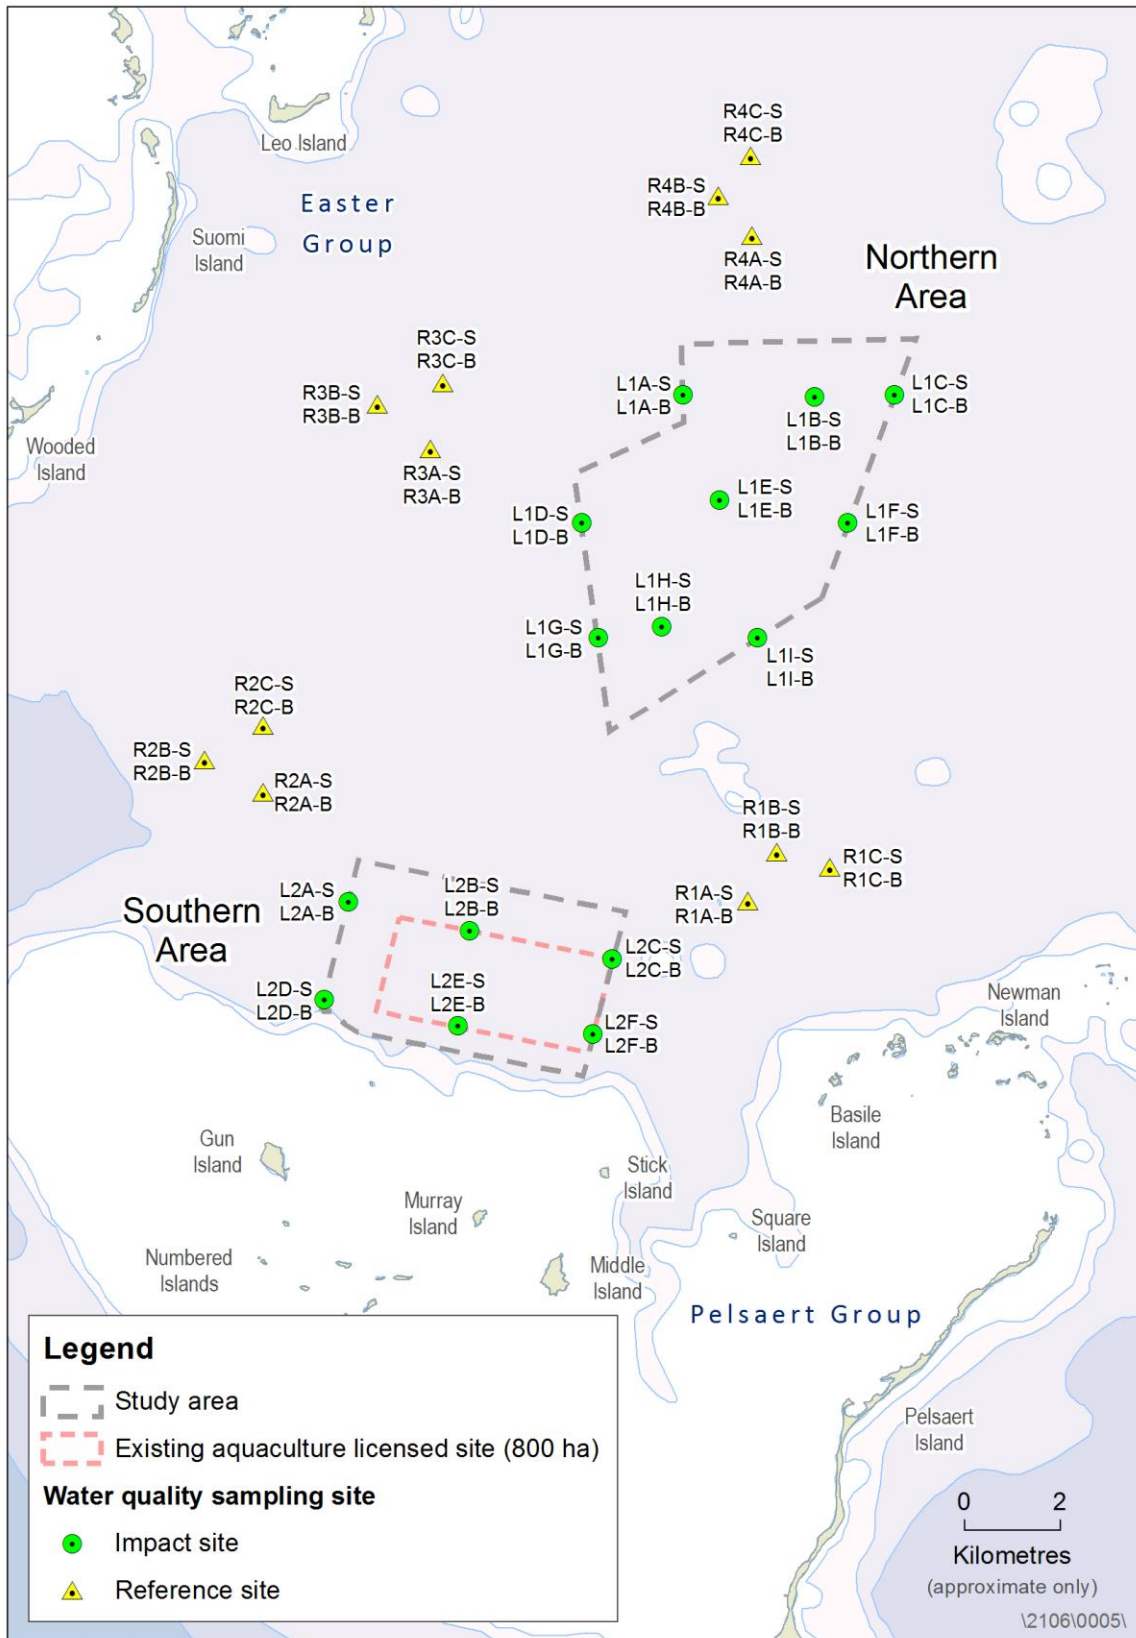 Leo Island
Easter
Group
Suomi
Island
Wooded
Island
R4C-S
R4C-B
R4B-S
R4B-B
R4A-S
R4A-B
Northern
Area
R3C-S
R3C-B
R3B-S
R3B-B
R3A-S
R3A-B
L1A-S
L1A-B
L1B-S
L1B-B
L1C-S
L1C-B
L1D-S
L1D-B
L1E-S
L1E-B
L1F-S
L1F-B
L1G-S
L1G-B
L1H-S
L1H-B
L1I-S
L1I-B
R2C-S
R2C-B
R2B-S
R2B-B
R2A-S
R2A-B
R1B-S
R1B-B
R1C-S
R1C-B
R1A-S
R1A-B
Southern
Area
L2A-S
L2A-B
L2B-S
L2B-B
L2C-S
L2C-B
L2D-S
L2D-B
L2E-S
L2E-B
L2F-S
L2F-B
Newman
Island
Basile
Island
Gun
Island
Stick
Island
Murray
Island
Square
Island
Numbered
Islands
Middle
Island
Pelsaert Group
Pelsaert
Island
Legend
Study area
Existing aquaculture licensed site (800 ha)
Water quality sampling site
Impact site
Reference site
0 2
Kilometres
(approximate only)
\2106\0005\